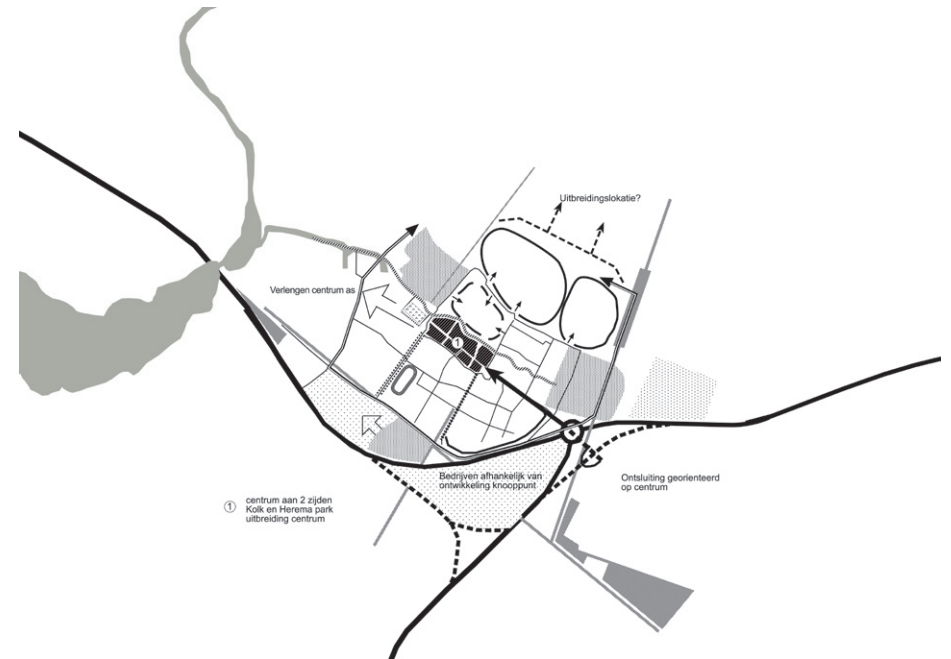 Uitbreidingslokatie?
Verlengen centrum as
1
Bedrijven afhankelijk van
ontwikkeling knooppunt
Ontsluiting georienteerd
op centrum
1 centrum aan 2 zijden
Kolk en Herema park
uitbreiding centrum